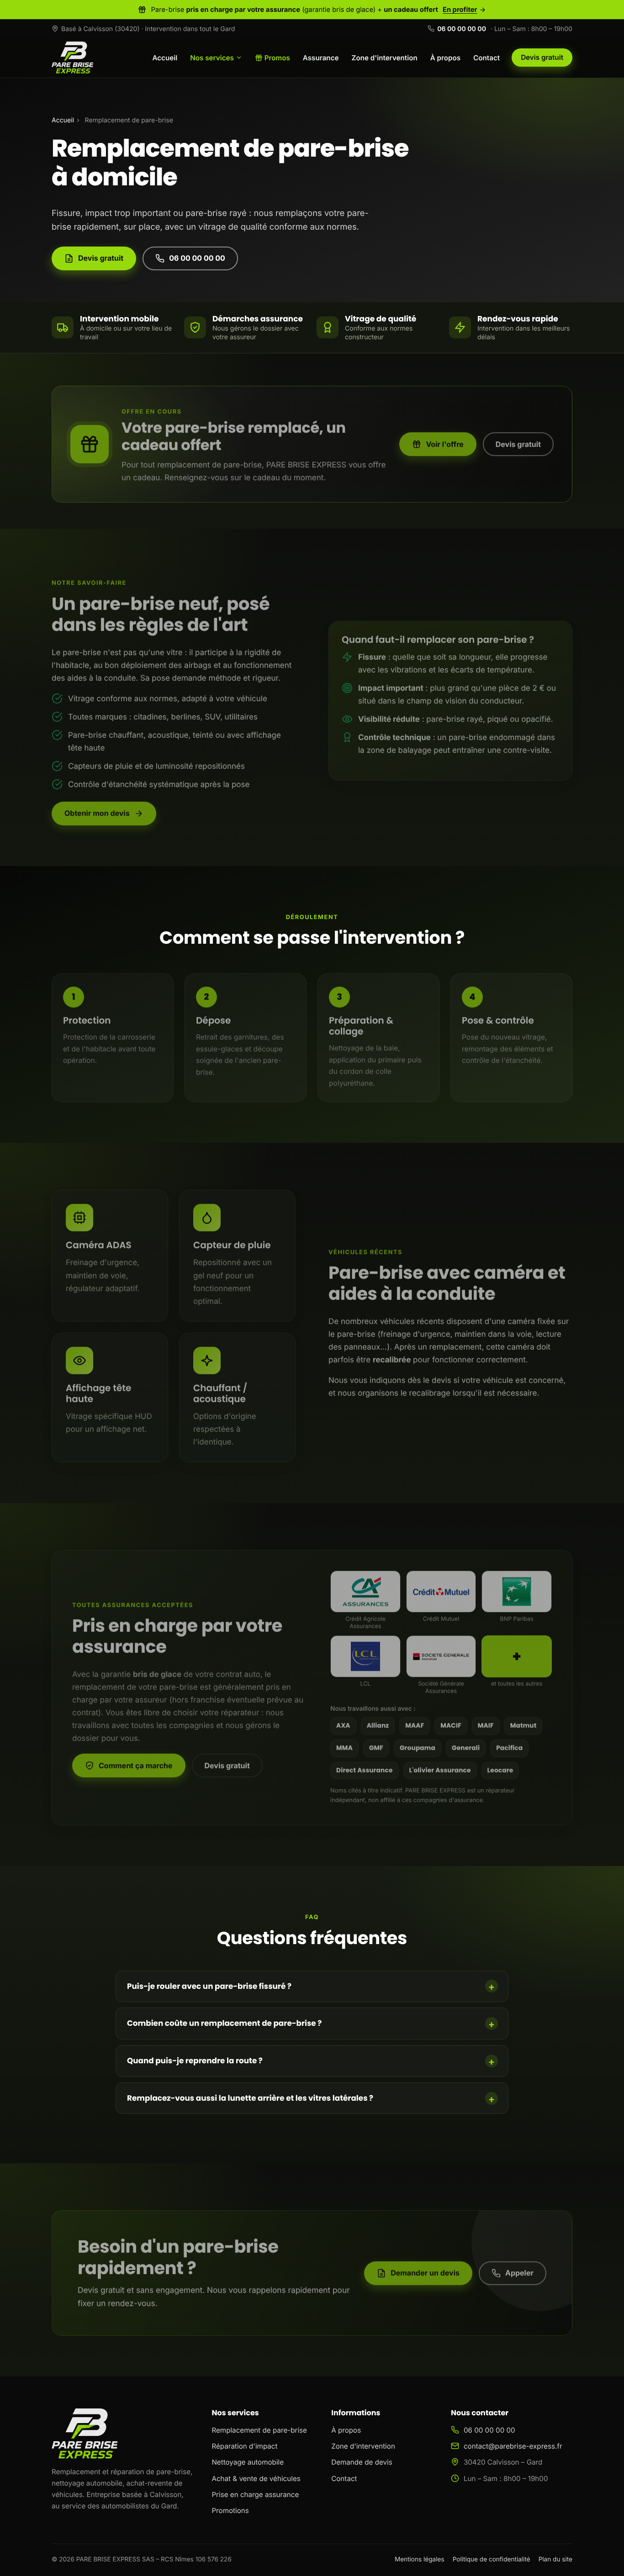 Pare-brise pris en charge par votre assurance (garantie bris de glace) + un cadeau offert En profiter →
Basé à Calvisson (30420) · Intervention dans tout le Gard
06 00 00 00 00 · Lun – Sam : 8h00 – 19h00
PARE BRISE
EXPRESS
Accueil
Nos services
Promos
Assurance
Zone d'intervention
À propos
Contact
Devis gratuit
Accueil › Remplacement de pare-brise
Remplacement de pare-brise
à domicile
Fissure, impact trop important ou pare-brise rayé : nous remplaçons votre pare-
brise rapidement, sur place, avec un vitrage de qualité conforme aux normes.
Devis gratuit
06 00 00 00 00
Intervention mobile
À domicile ou sur votre lieu de
travail
Démarches assurance
Nous gérons le dossier avec
votre assureur
Vitrage de qualité
Conforme aux normes
constructeur
Rendez-vous rapide
Intervention dans les meilleurs
délais
OFFRE EN COURS
Votre pare-brise remplacé, un
cadeau offert
Pour tout remplacement de pare-brise, PARE BRISE EXPRESS vous offre
un cadeau. Renseignez-vous sur le cadeau du moment.
Voir l'offre
Devis gratuit
NOTRE SAVOIR-FAIRE
Un pare-brise neuf, posé
dans les règles de l'art
Le pare-brise n'est pas qu'une vitre : il participe à la rigidité de
l'habitacle, au bon déploiement des airbags et au fonctionnement
des aides à la conduite. Sa pose demande méthode et rigueur.
Vitrage conforme aux normes, adapté à votre véhicule
Toutes marques : citadines, berlines, SUV, utilitaires
Pare-brise chauffant, acoustique, teinté ou avec affichage
tête haute
Capteurs de pluie et de luminosité repositionnés
Contrôle d'étanchéité systématique après la pose
Obtenir mon devis →
Quand faut-il remplacer son pare-brise ?
Fissure : quelle que soit sa longueur, elle progresse
avec les vibrations et les écarts de température.
Impact important : plus grand qu'une pièce de 2 € ou
situé dans le champ de vision du conducteur.
Visibilité réduite : pare-brise rayé, piqué ou opacifié.
Contrôle technique : un pare-brise endommagé dans
la zone de balayage peut entraîner une contre-visite.
DÉROULEMENT
Comment se passe l'intervention ?
1
Protection
Protection de la carrosserie
et de l'habitacle avant toute
opération.
2
Dépose
Retrait des garnitures, des
essuie-glaces et découpe
soignée de l'ancien pare-
brise.
3
Préparation &
collage
Nettoyage de la baie,
application du primaire puis
du cordon de colle
polyuréthane.
4
Pose & contrôle
Pose du nouveau vitrage,
remontage des éléments et
contrôle de l'étanchéité.
Caméra ADAS
Freinage d'urgence,
maintien de voie,
régulateur adaptatif.
Capteur de pluie
Repositionné avec un
gel neuf pour un
fonctionnement
optimal.
Affichage tête
haute
Vitrage spécifique HUD
pour un affichage net.
Chauffant /
acoustique
Options d'origine
respectées à
l'identique.
VÉHICULES RÉCENTS
Pare-brise avec caméra et
aides à la conduite
De nombreux véhicules récents disposent d'une caméra fixée sur
le pare-brise (freinage d'urgence, maintien dans la voie, lecture
des panneaux…). Après un remplacement, cette caméra doit
parfois être recalibrée pour fonctionner correctement.
Nous vous indiquons dès le devis si votre véhicule est concerné,
et nous organisons le recalibrage lorsqu'il est nécessaire.
TOUTES ASSURANCES ACCEPTÉES
Pris en charge par votre
assurance
Avec la garantie bris de glace de votre contrat auto, le
remplacement de votre pare-brise est généralement pris en
charge par votre assureur (hors franchise éventuelle prévue au
contrat). Vous êtes libre de choisir votre réparateur : nous
travaillons avec toutes les compagnies et nous gérons le
dossier pour vous.
Comment ça marche
Devis gratuit
CA
ASSURANCES
Crédit Agricole
Assurances
Crédit Mutuel
Crédit Mutuel
BNP Paribas
LCL
LCL
SOCIETE GENERALE
Société Générale
Assurances
+
et toutes les autres
Nous travaillons aussi avec :
AXA
Allianz
MAAF
MACIF
MAIF
Matmut
MMA
GMF
Groupama
Generali
Pacifica
Direct Assurance
L'olivier Assurance
Leocare
Noms cités à titre indicatif. PARE BRISE EXPRESS est un réparateur
indépendant, non affilié à ces compagnies d'assurance.
FAQ
Questions fréquentes
Puis-je rouler avec un pare-brise fissuré ?
+
Combien coûte un remplacement de pare-brise ?
+
Quand puis-je reprendre la route ?
+
Remplacez-vous aussi la lunette arrière et les vitres latérales ?
+
Besoin d'un pare-brise
rapidement ?
Devis gratuit et sans engagement. Nous vous rappelons rapidement pour
fixer un rendez-vous.
Demander un devis
Appeler
PARE BRISE
EXPRESS
Remplacement et réparation de pare-brise,
nettoyage automobile, achat-revente de
véhicules. Entreprise basée à Calvisson,
au service des automobilistes du Gard.
Nos services
Remplacement de pare-brise
Réparation d'impact
Nettoyage automobile
Achat & vente de véhicules
Prise en charge assurance
Promotions
Informations
À propos
Zone d'intervention
Demande de devis
Contact
Nous contacter
06 00 00 00 00
contact@parebrise-express.fr
30420 Calvisson – Gard
Lun – Sam : 8h00 – 19h00
© 2026 PARE BRISE EXPRESS SAS – RCS Nîmes 106 576 226
Mentions légales
Politique de confidentialité
Plan du site